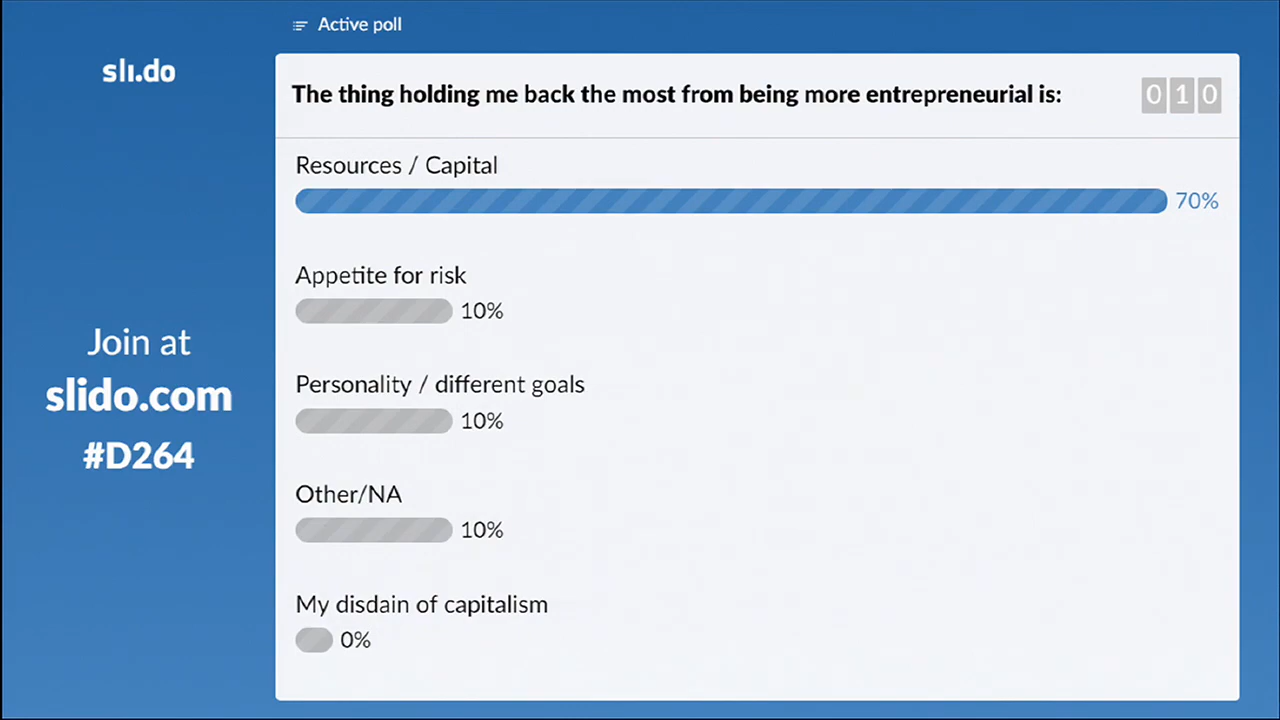 Active poll
sli.do
The thing holding me back the most from being more entrepreneurial is:
010
Resources / Capital
70%
Appetite for risk
10%
Personality / different goals
10%
Other/NA
10%
My disdain of capitalism
0%
Join at
slido.com
#D264